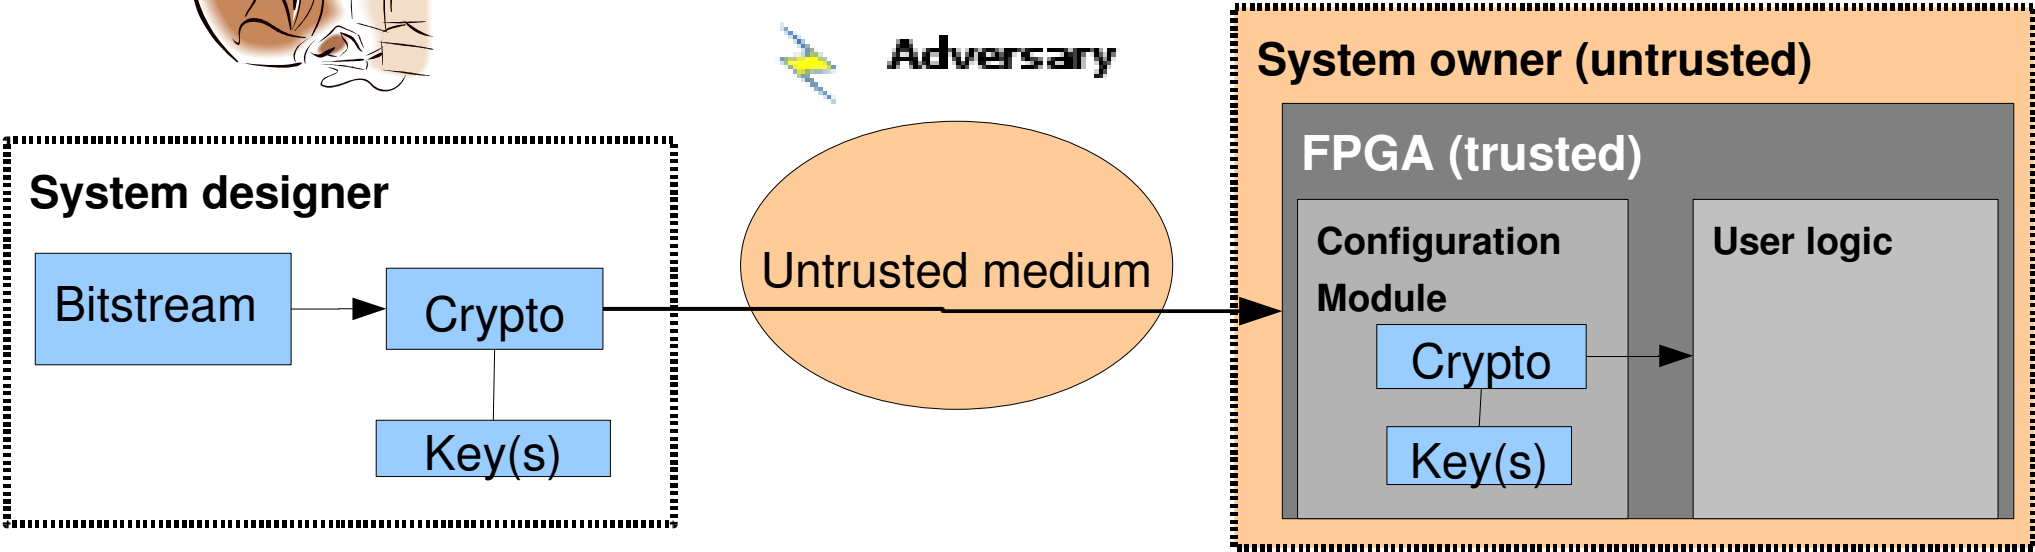 Adversary
System designer
Bitstream
Crypto
Key(s)
Untrusted medium
System owner (untrusted)
FPGA (trusted)
Configuration
Module
Crypto
Key(s)
User logic